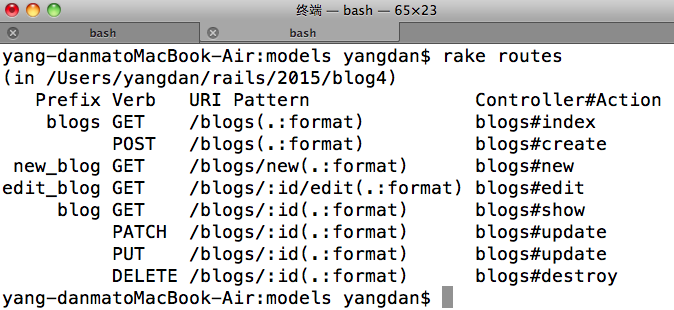 终端 — bash — 65×23
bash bash
yang-danmatoMacBook-Air:models yangdan$ rake routes
(in /Users/yangdan/rails/2015/blog4)
   Prefix Verb   URI Pattern               Controller#Action
    blogs GET    /blogs(.:format)          blogs#index
          POST   /blogs(.:format)          blogs#create
 new_blog GET    /blogs/new(.:format)      blogs#new
edit_blog GET    /blogs/:id/edit(.:format) blogs#edit
     blog GET    /blogs/:id(.:format)      blogs#show
          PATCH  /blogs/:id(.:format)      blogs#update
          PUT    /blogs/:id(.:format)      blogs#update
          DELETE /blogs/:id(.:format)      blogs#destroy
yang-danmatoMacBook-Air:models yangdan$